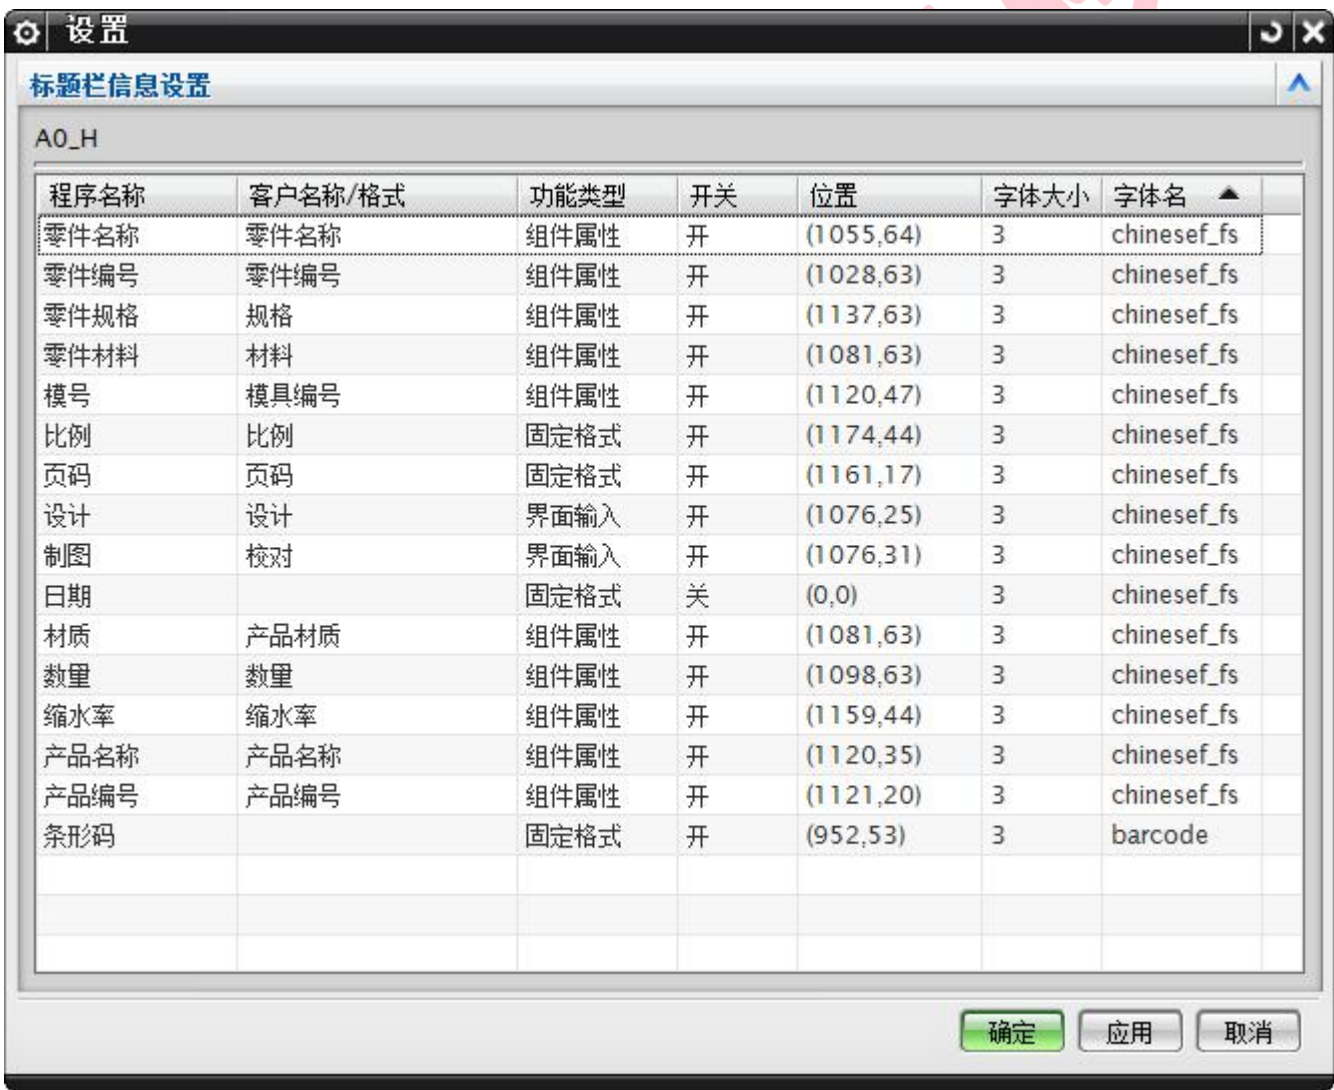 设置
标题栏信息设置
A0_H
程序名称 客户名称/格式 功能类型 开关 位置 字体大小 字体名
零件名称 零件名称 组件属性 开 (1055,64) 3 chinesef_fs
零件编号 零件编号 组件属性 开 (1028,63) 3 chinesef_fs
零件规格 规格 组件属性 开 (1137,63) 3 chinesef_fs
零件材料 材料 组件属性 开 (1081,63) 3 chinesef_fs
模号 模具编号 组件属性 开 (1120,47) 3 chinesef_fs
比例 比例 固定格式 开 (1174,44) 3 chinesef_fs
页码 页码 固定格式 开 (1161,17) 3 chinesef_fs
设计 设计 界面输入 开 (1076,25) 3 chinesef_fs
制图 校对 界面输入 开 (1076,31) 3 chinesef_fs
日期 固定格式 关 (0,0) 3 chinesef_fs
材质 产品材质 组件属性 开 (1081,63) 3 chinesef_fs
数量 数量 组件属性 开 (1098,63) 3 chinesef_fs
缩水率 缩水率 组件属性 开 (1159,44) 3 chinesef_fs
产品名称 产品名称 组件属性 开 (1120,35) 3 chinesef_fs
产品编号 产品编号 组件属性 开 (1121,20) 3 chinesef_fs
条形码 固定格式 开 (952,53) 3 barcode
确定 应用 取消